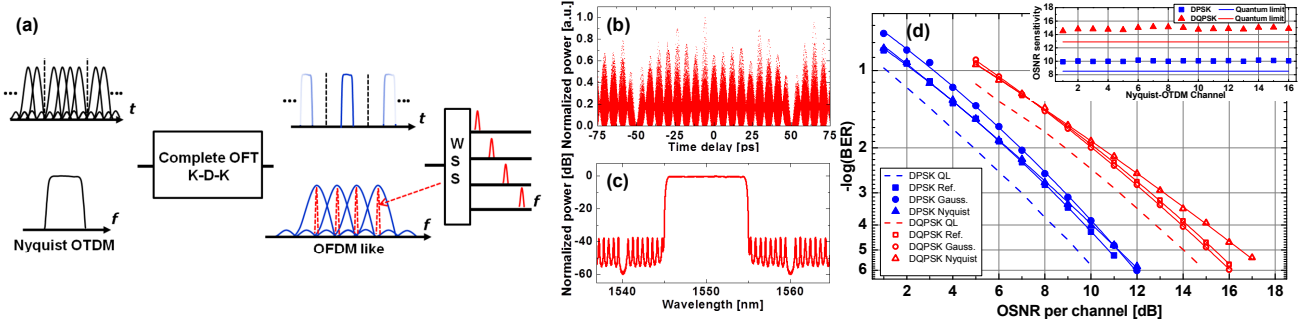 (a)
t
f
Nyquist OTDM
Complete OFT
K-D-K
t
f
OFDM like
W
S
S
f
(b)
Normalized power [a.u.]
1.0
0.8
0.6
0.4
0.2
0.0
-75 -50 -25 0 25 50 75
Time delay [ps]
(c)
Normalized power [dB]
0
-20
-40
-60
1540 1550 1560
Wavelength [nm]
(d)
-log(BER)
1
2
3
4
5
6
2 4 6 8 10 12 14 16 18
OSNR per channel [dB]
DPSK QL
DPSK Ref.
DPSK Gauss.
DPSK Nyquist
DQPSK QL
DQPSK Ref.
DQPSK Gauss.
DQPSK Nyquist
DPSK Quantum limit
DQPSK Quantum limit
OSNR sensitivity
18
16
14
12
10
8
2 4 6 8 10 12 14 16
Nyquist-OTDM Channel